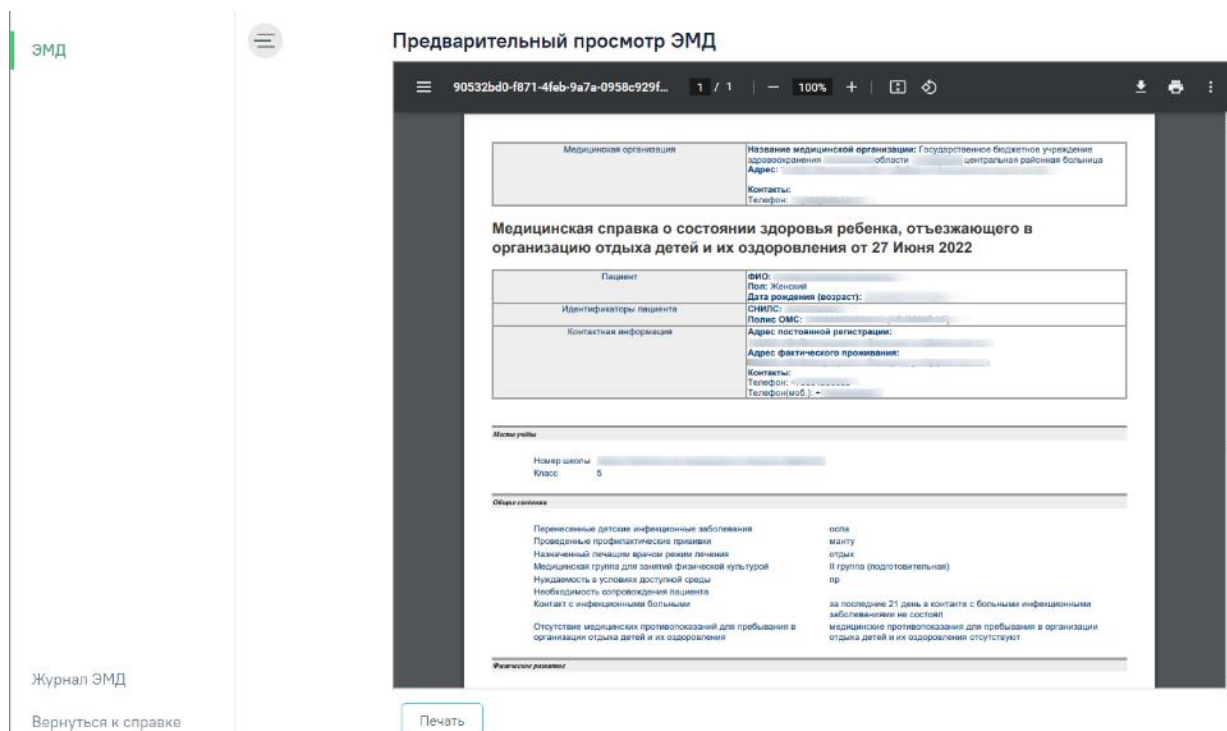 ЭМД
Предварительный просмотр ЭМД
90532bd0-f871-4feb-9a7a-0958c929f... 1 / 1 — 100% +
Медицинская организация
Название медицинской организации: Государственное бюджетное учреждение
здравоохранения области центральная районная больница
Адрес:
Контакты:
Телефон:
Медицинская справка о состоянии здоровья ребенка, отъезжающего в
организацию отдыха детей и их оздоровления от 27 Июня 2022
Пациент
ФИО:
Пол: Женский
Дата рождения (возраст):
Идентификаторы пациента
СНИЛС:
Полис ОМС:
Контактная информация
Адрес постоянной регистрации:
Адрес фактического проживания:
Контакты:
Телефон:
Телефон(моб.): +
Место учёбы
Номер школы
Класс 5
Общие сведения
Перенесенные детские инфекционные заболевания оспа
Проведенные профилактические прививки манту
Назначенный лечащим врачом режим лечения отдых
Медицинская группа для занятий физической культурой II группа (подготовительная)
Нуждаемость в условиях доступной среды пр
Необходимость сопровождения пациента
Контакт с инфекционными больными за последние 21 день в контакте с больными инфекционными
заболеваниями не состоял
Отсутствие медицинских противопоказаний для пребывания в медицинские противопоказания для пребывания в организации
организации отдыха детей и их оздоровления отдыха детей и их оздоровления отсутствуют
Физическое развитие
Журнал ЭМД
Вернуться к справке
Печать